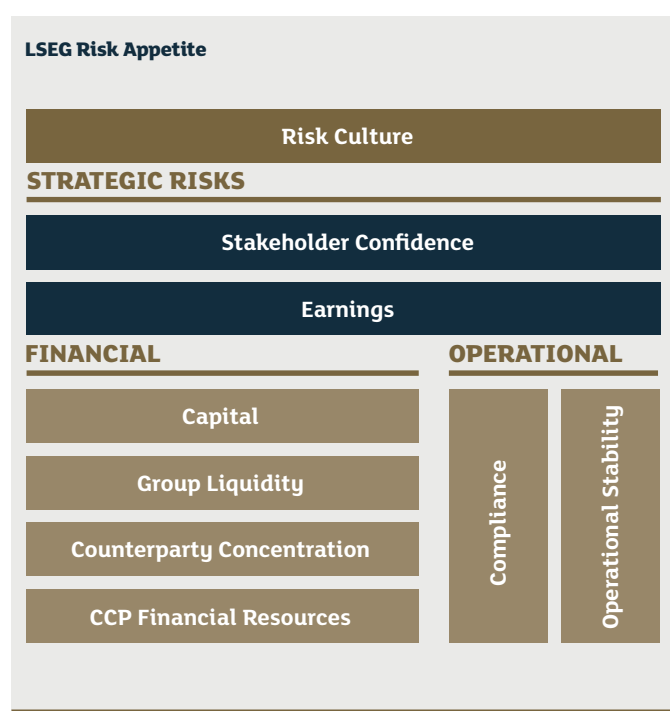 LSEG Risk Appetite
Risk Culture
STRATEGIC RISKS
Stakeholder Confidence
Earnings
FINANCIAL
Capital
Group Liquidity
Counterparty Concentration
CCP Financial Resources
OPERATIONAL
Compliance
Operational Stability